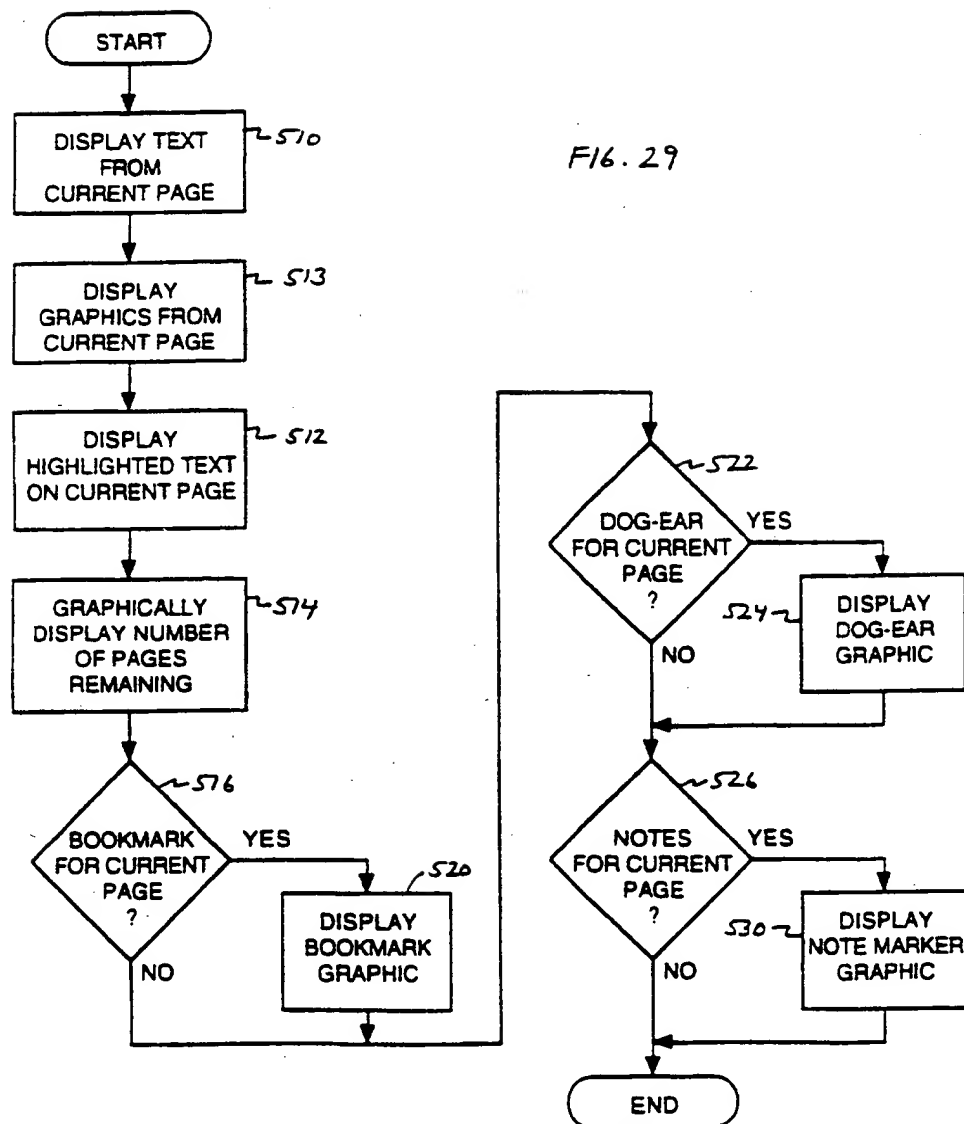 START
DISPLAY TEXT
FROM
CURRENT PAGE
510
FIG. 29
DISPLAY
GRAPHICS FROM
CURRENT PAGE
513
DISPLAY
HIGHLIGHTED TEXT
ON CURRENT PAGE
512
GRAPHICALLY
DISPLAY NUMBER
OF PAGES
REMAINING
514
BOOKMARK
FOR CURRENT
PAGE
?
516
YES
NO
520
DISPLAY
BOOKMARK
GRAPHIC
522
DOG-EAR
FOR CURRENT
PAGE
?
YES
NO
524
DISPLAY
DOG-EAR
GRAPHIC
526
NOTES
FOR CURRENT
PAGE
?
YES
NO
530
DISPLAY
NOTE MARKER
GRAPHIC
END